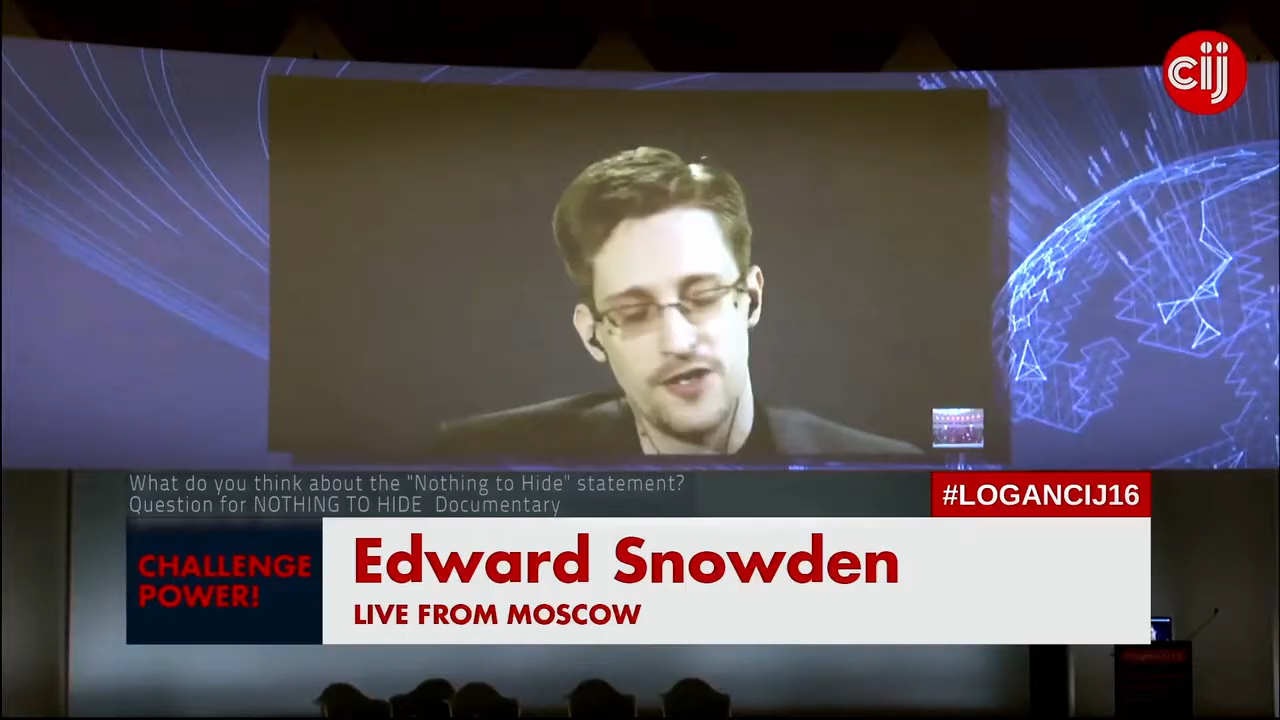 cij
What do you think about the "Nothing to Hide" statement?
Question for NOTHING TO HIDE Documentary
#LOGANCIJ16
CHALLENGE
POWER!
Edward Snowden
LIVE FROM MOSCOW